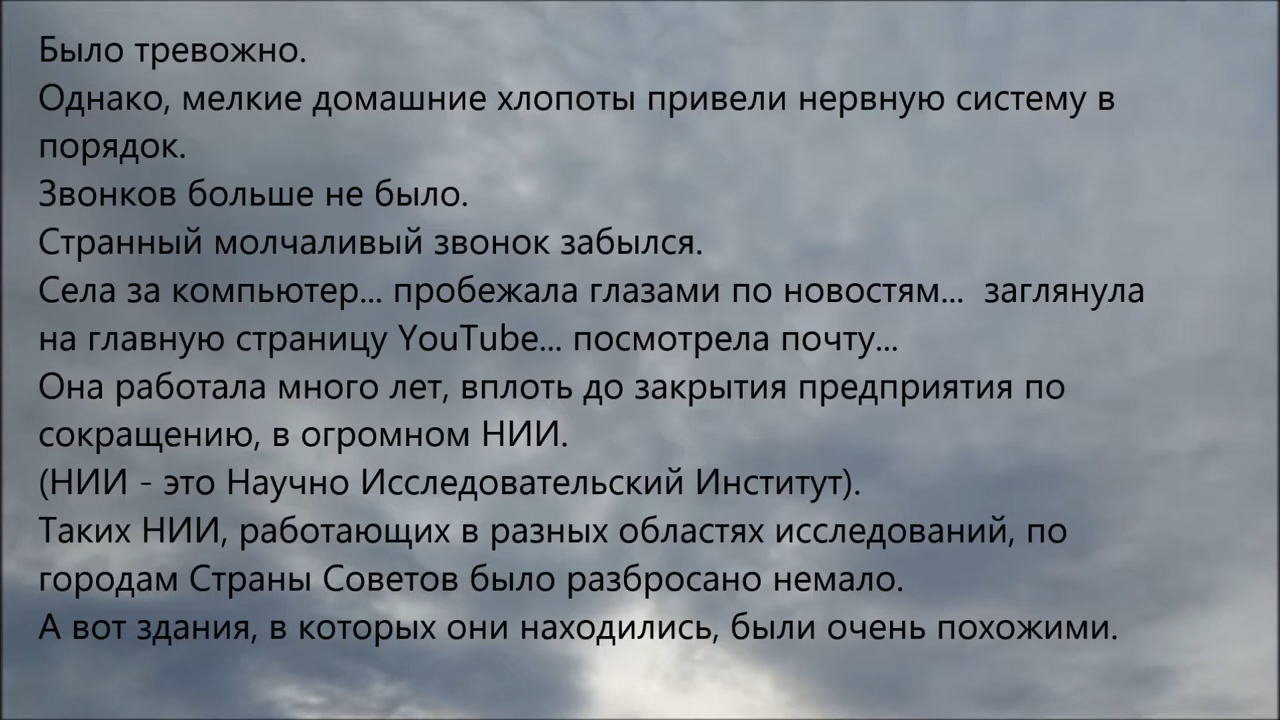 Было тревожно.
Однако, мелкие домашние хлопоты привели нервную систему в
порядок.
Звонков больше не было.
Странный молчаливый звонок забылся.
Села за компьютер... пробежала глазами по новостям...  заглянула
на главную страницу YouTube... посмотрела почту...
Она работала много лет, вплоть до закрытия предприятия по
сокращению, в огромном НИИ.
(НИИ - это Научно Исследовательский Институт).
Таких НИИ, работающих в разных областях исследований, по
городам Страны Советов было разбросано немало.
А вот здания, в которых они находились, были очень похожими.